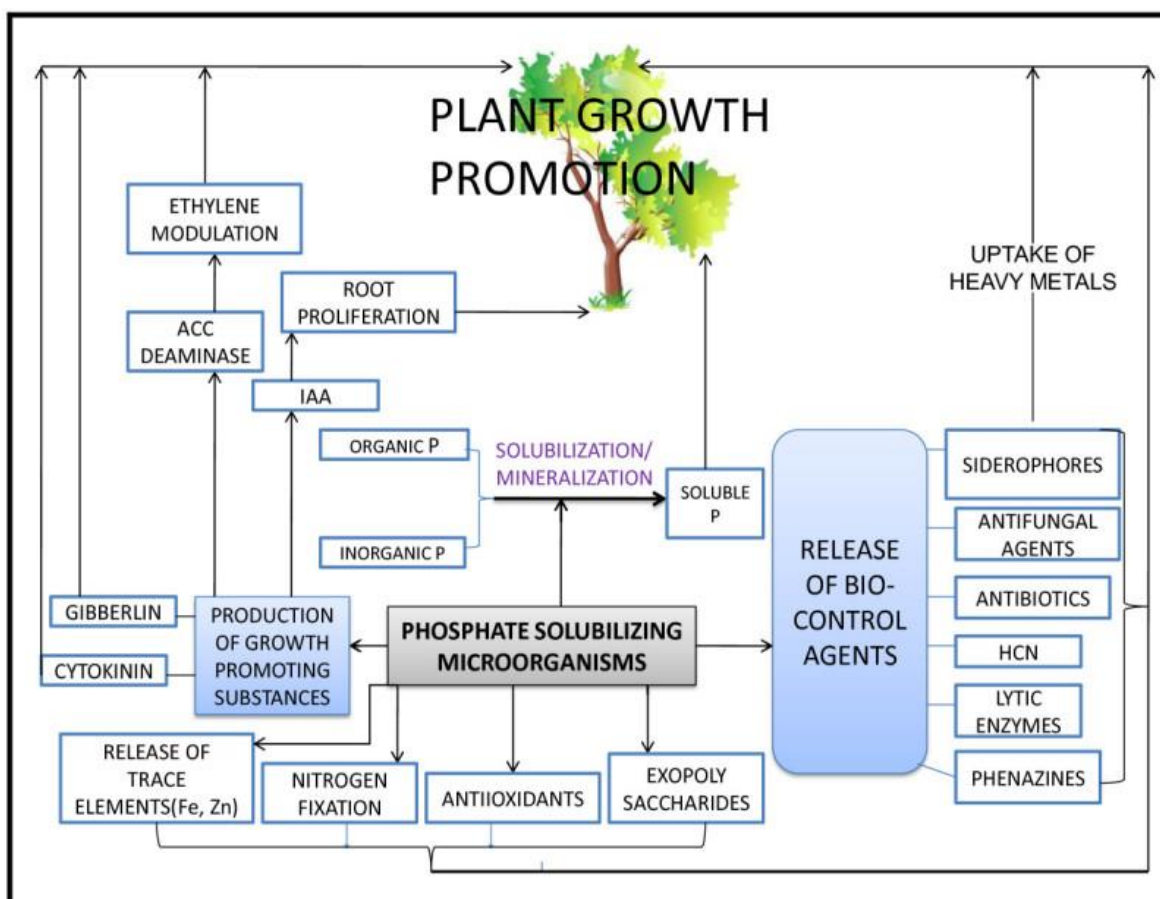 PLANT GROWTH
PROMOTION
ETHYLENE
MODULATION
UPTAKE OF
HEAVY METALS
ROOT
PROLIFERATION
ACC
DEAMINASE
IAA
ORGANIC P
SOLUBILIZATION/
MINERALIZATION
SOLUBLE
P
INORGANIC P
RELEASE
OF BIO-
CONTROL
AGENTS
SIDEROPHORES
ANTIFUNGAL
AGENTS
ANTIBIOTICS
HCN
LYTIC
ENZYMES
PHENAZINES
GIBBERLIN
CYTOKININ
PRODUCTION
OF GROWTH
PROMOTING
SUBSTANCES
PHOSPHATE SOLUBILIZING
MICROORGANISMS
RELEASE OF
TRACE
ELEMENTS(Fe, Zn)
NITROGEN
FIXATION
ANTIIOXIDANTS
EXOPOLY
SACCHARIDES